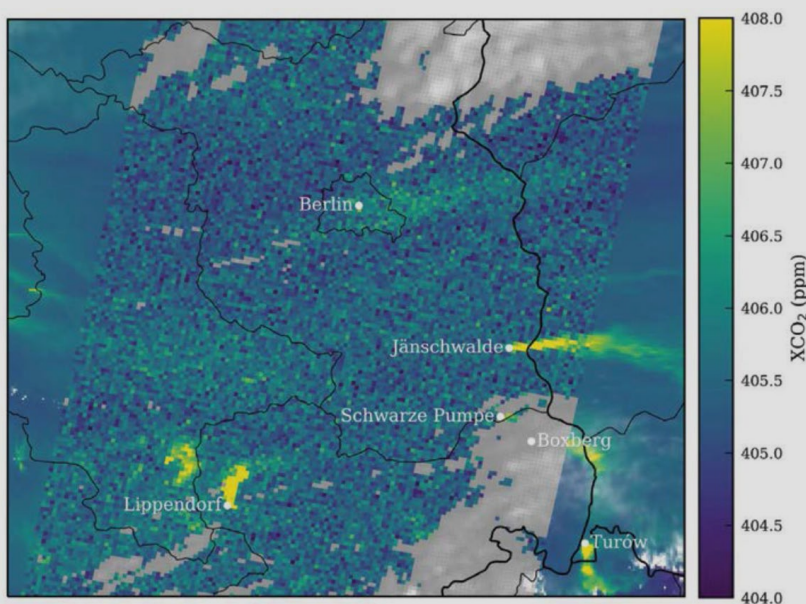 Berlin
Jänschwalde
Schwarze Pumpe
Boxberg
Lippendorf
Turów
408.0
407.5
407.0
406.5
406.0
405.5
405.0
404.5
404.0
XCO₂ (ppm)